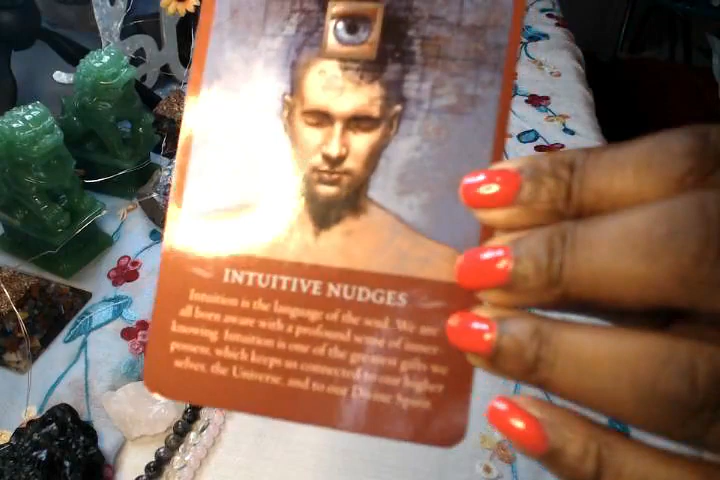 INTUITIVE NUDGES
Intuition is the language of the soul. We are
all born aware with a profound sense of inner-
knowing. Intuition is one of the greatest gifts we
possess, which keeps us connected to our higher
selves, the Universe, and to our Divine Spirit.